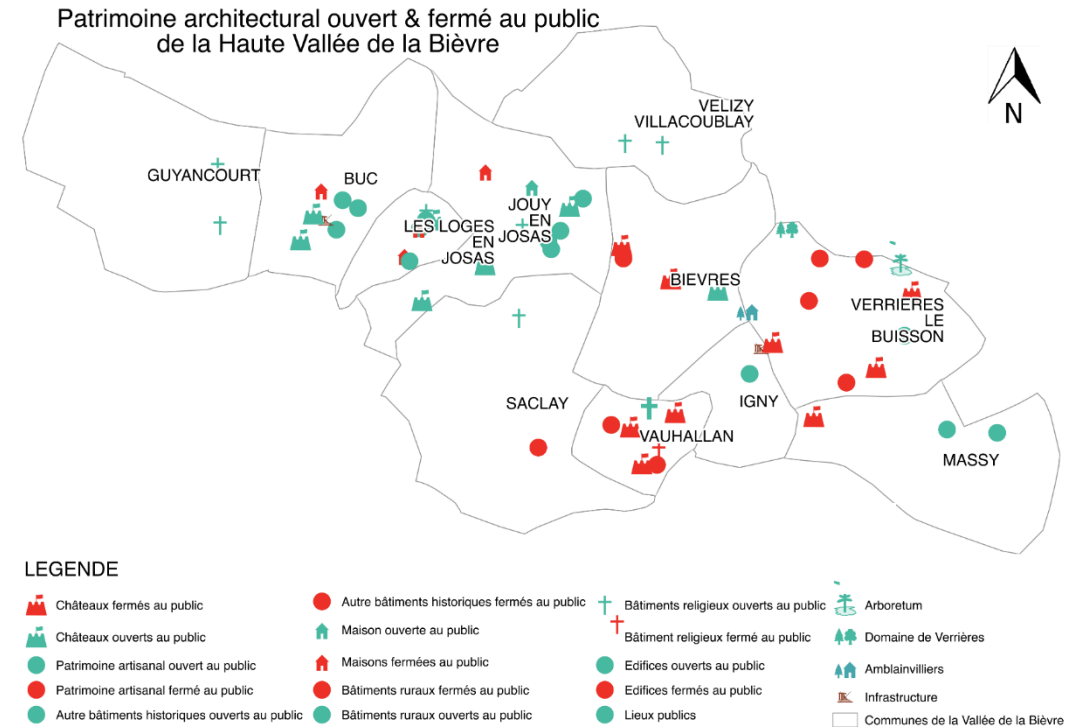 Patrimoine architectural ouvert & fermé au public
de la Haute Vallée de la Bièvre
N
VELIZY
VILLACOUBLAY
GUYANCOURT
BUC
JOUY
EN
JOSAS
LES LOGES
EN
JOSAS
BIEVRES
VERRIERES
LE
BUISSON
IGNY
SACLAY
VAUHALLAN
MASSY
LEGENDE
Châteaux fermés au public
Châteaux ouverts au public
Patrimoine artisanal ouvert au public
Patrimoine artisanal fermé au public
Autre bâtiments historiques ouverts au public
Autre bâtiments historiques fermés au public
Maison ouverte au public
Maisons fermées au public
Bâtiments ruraux fermés au public
Bâtiments ruraux ouverts au public
Bâtiments religieux ouverts au public
Bâtiment religieux fermé au public
Edifices ouverts au public
Edifices fermés au public
Lieux publics
Arboretum
Domaine de Verrières
Amblainvilliers
Infrastructure
Communes de la Vallée de la Bièvre